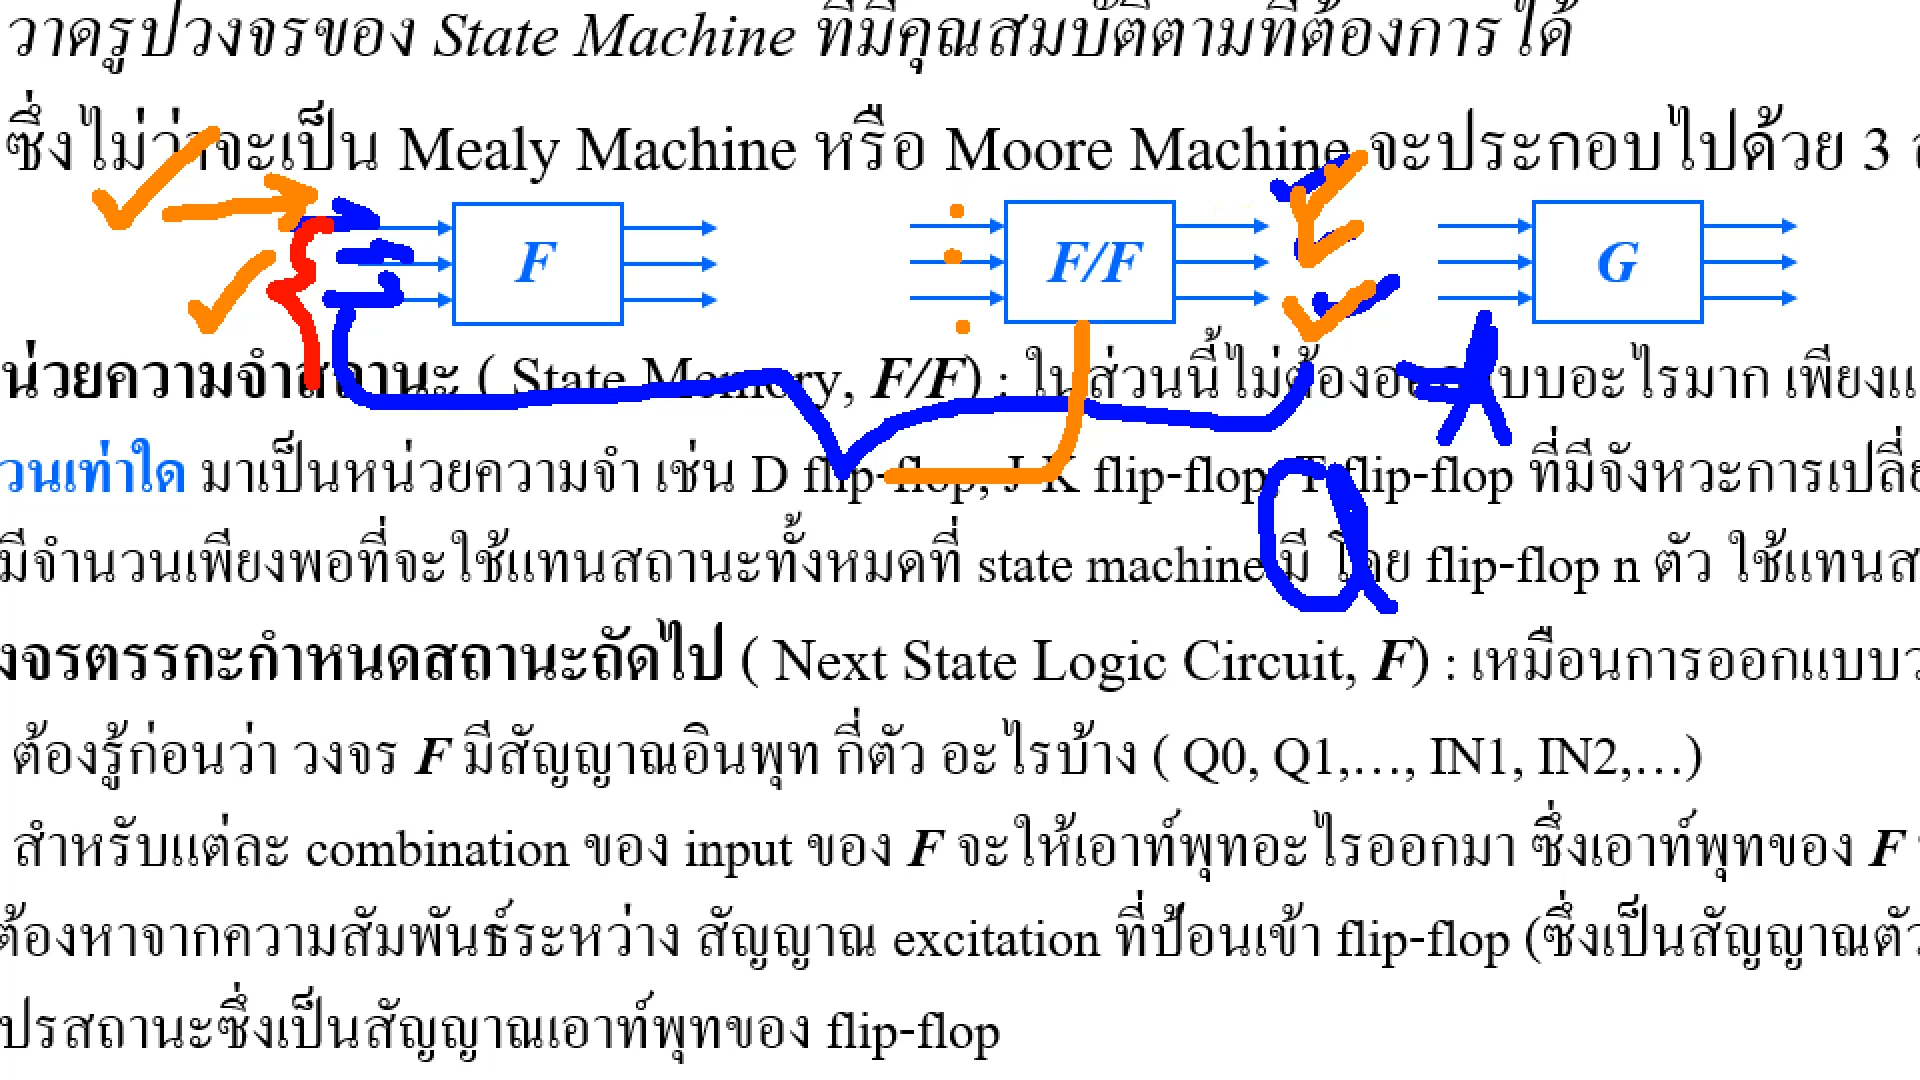 วาดรูปวงจรของ State Machine ที่มีคุณสมบัติตามที่ต้องการได้
ซึ่งไม่ว่าจะเป็น Mealy Machine หรือ Moore Machine จะประกอบไปด้วย 3
F F/F G
น่วยความจำสถานะ ( State Memory, F/F) : ในส่วนนี้ไม่ต้องออกแบบอะไรมาก เพียงแ
วนเท่าใด มาเป็นหน่วยความจำ เช่น D flip-flop, J-K flip-flop, T flip-flop ที่มีจังหวะการเปลี่ย
Q
มีจำนวนเพียงพอที่จะใช้แทนสถานะทั้งหมดที่ state machine มี โดย flip-flop n ตัว ใช้แทนส
งจรตรรกะกำหนดสถานะถัดไป ( Next State Logic Circuit, F) : เหมือนการออกแบบว
ต้องรู้ก่อนว่า วงจร F มีสัญญาณอินพุท กี่ตัว อะไรบ้าง ( Q0, Q1,…, IN1, IN2,…)
สำหรับแต่ละ combination ของ input ของ F จะให้เอาท์พุทอะไรออกมา ซึ่งเอาท์พุทของ F
ต้องหาจากความสัมพันธ์ระหว่าง สัญญาณ excitation ที่ป้อนเข้า flip-flop (ซึ่งเป็นสัญญาณตัว
ปรสถานะซึ่งเป็นสัญญาณเอาท์พุทของ flip-flop